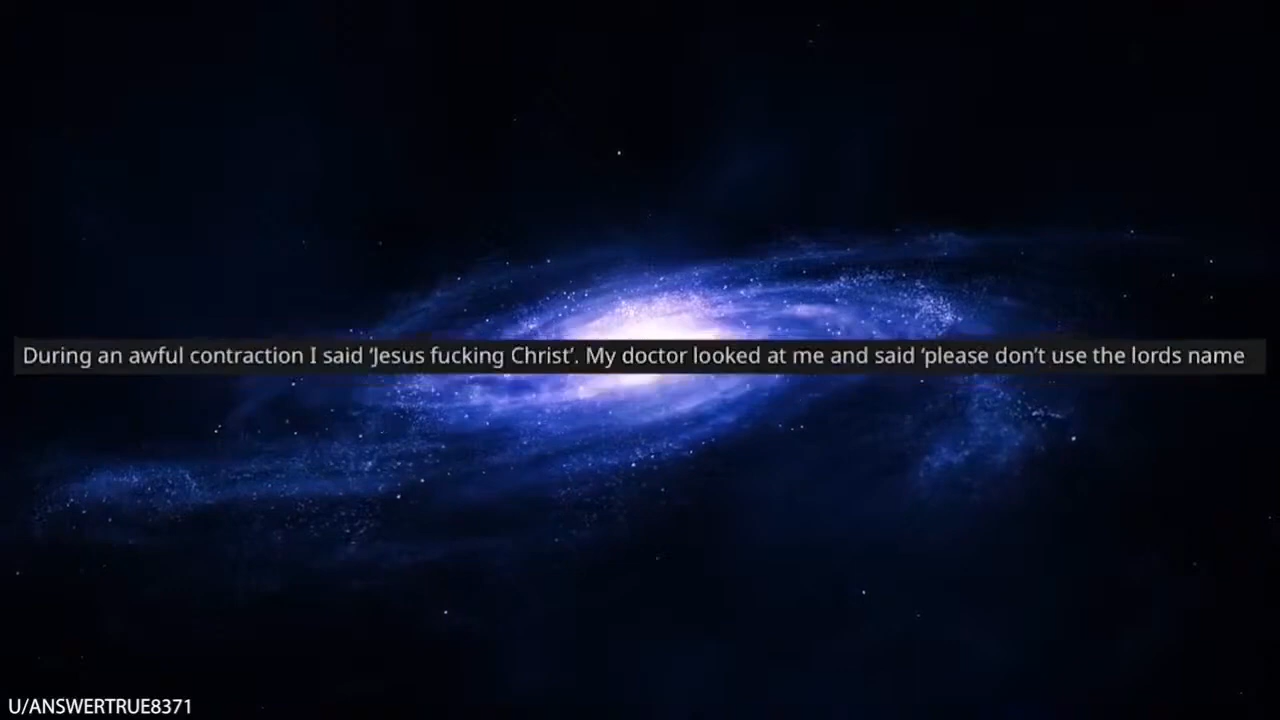 During an awful contraction I said ‘Jesus fucking Christ’. My doctor looked at me and said ‘please don’t use the lords name
U/ANSWERTRUE8371